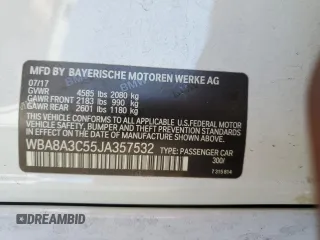 MFD BY BAYERISCHE MOTOREN WERKE AG
07/17
GVWR 4585 lbs 2080 kg
GAWR FRONT 2183 lbs 990 kg
GAWR REAR 2601 lbs 1180 kg
THIS VEHICLE CONFORMS TO ALL APPLICABLE
U.S.FEDERAL MOTOR VEHICLE SAFETY, BUMPER,
AND THEFT PREVENTION STANDARDS IN EFFECT ON
THE DATE OF MANUFACTURE SHOWN ABOVE.
WBA8A3C55JA357532 TYPE: PASSENGER CAR
300/
DREAMBID